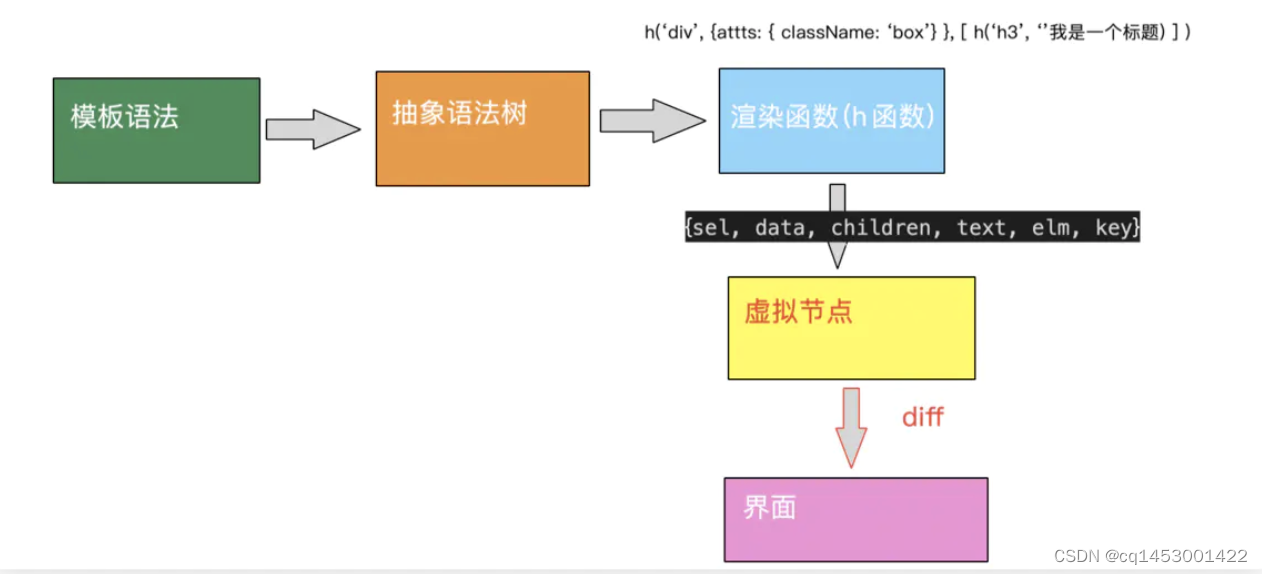 h(‘div’, {attts: { className: ‘box’} }, [ h(‘h3’, ‘’我是一个标题) ] )
模板语法
抽象语法树
渲染函数(h 函数)
{sel, data, children, text, elm, key}
虚拟节点
diff
界面
CSDN @cq1453001422